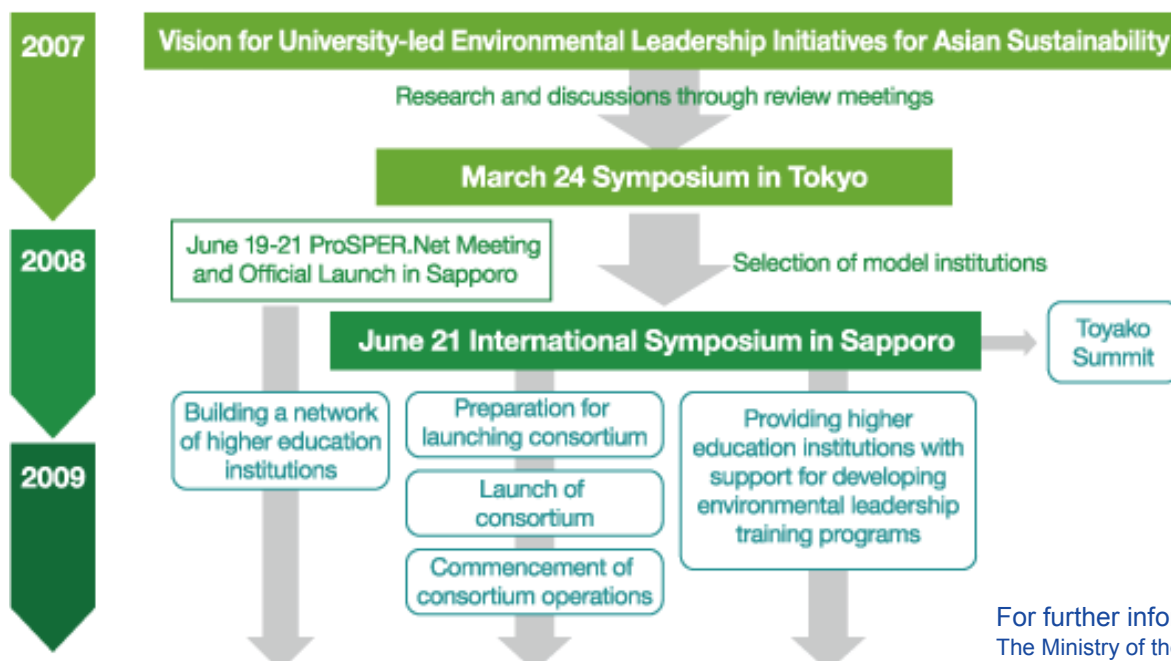 2007
Vision for University-led Environmental Leadership Initiatives for Asian Sustainability
Research and discussions through review meetings
March 24 Symposium in Tokyo
2008
June 19-21 ProSPER.Net Meeting
and Official Launch in Sapporo
Selection of model institutions
June 21 International Symposium in Sapporo
Toyako
Summit
Building a network
of higher education
institutions
Preparation for
launching consortium
Launch of
consortium
Commencement of
consortium operations
Providing higher
education institutions with
support for developing
environmental leadership
training programs
2009
For further info
The Ministry of th